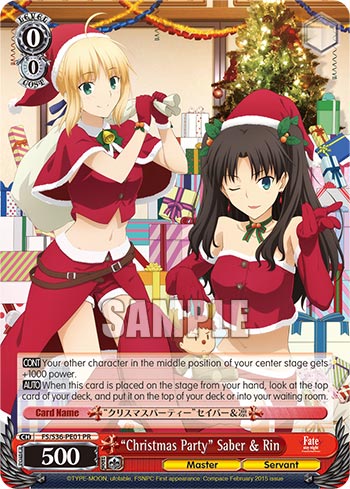 LEVEL
0
0
COST
SAMPLE
CONT Your other character in the middle position of your center stage gets
+1000 power.
AUTO When this card is placed on the stage from your hand, look at the top
card of your deck, and put it on the top of your deck or into your waiting room.
Card Name “クリスマスパーティー”セイバー&凛
CH FS/S36-PE01 PR
“Christmas Party” Saber & Rin
Fate
POWER 500
Master Servant
©TYPE-MOON, ufotable, FSNPC First appearance: Compace February 2015 issue